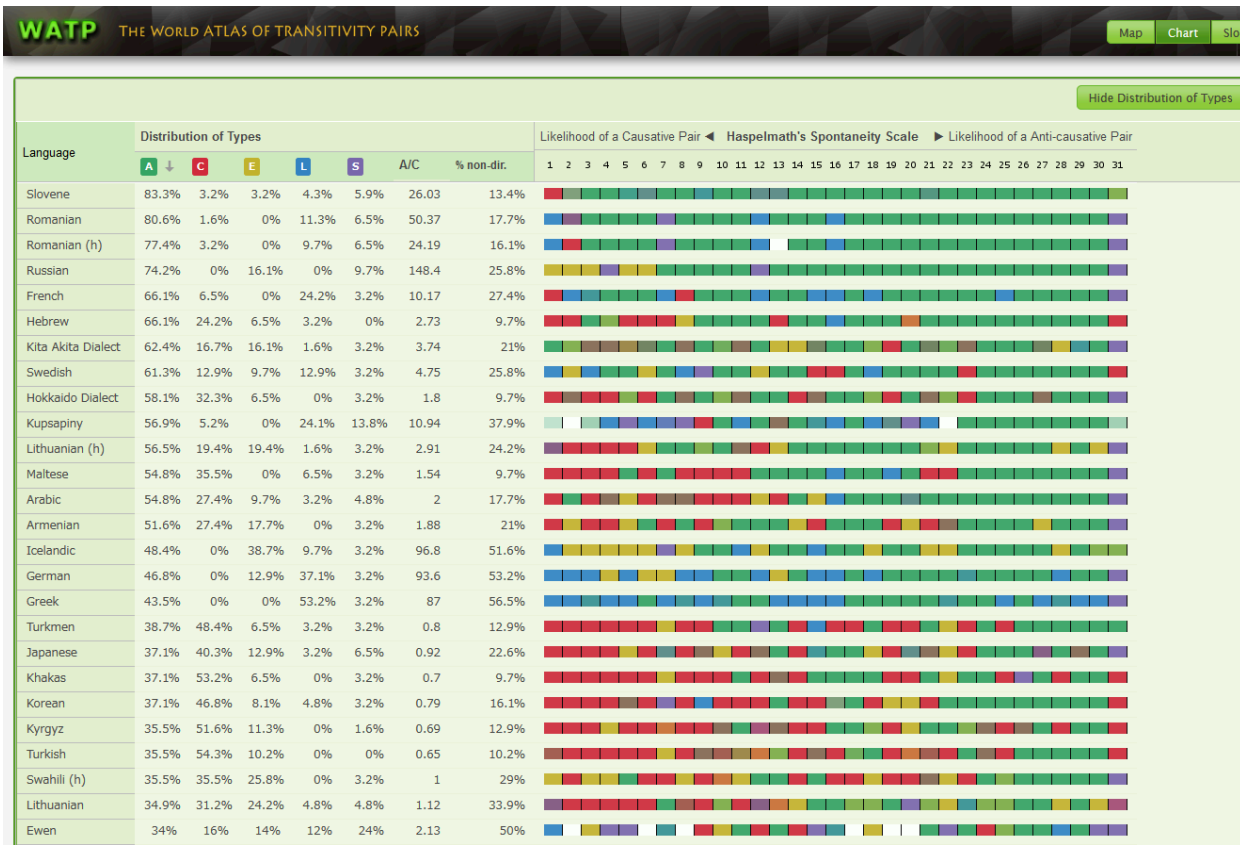 WATP THE WORLD ATLAS OF TRANSITIVITY PAIRS
Map Chart Slo
Hide Distribution of Types
Language Distribution of Types Likelihood of a Causative Pair ◀ Haspelmath's Spontaneity Scale ▶ Likelihood of a Anti-causative Pair
A ↓ C E L S A/C % non-dir. 1 2 3 4 5 6 7 8 9 10 11 12 13 14 15 16 17 18 19 20 21 22 23 24 25 26 27 28 29 30 31
Slovene 83.3% 3.2% 3.2% 4.3% 5.9% 26.03 13.4%
Romanian 80.6% 1.6% 0% 11.3% 6.5% 50.37 17.7%
Romanian (h) 77.4% 3.2% 0% 9.7% 6.5% 24.19 16.1%
Russian 74.2% 0% 16.1% 0% 9.7% 148.4 25.8%
French 66.1% 6.5% 0% 24.2% 3.2% 10.17 27.4%
Hebrew 66.1% 24.2% 6.5% 3.2% 0% 2.73 9.7%
Kita Akita Dialect 62.4% 16.7% 16.1% 1.6% 3.2% 3.74 21%
Swedish 61.3% 12.9% 9.7% 12.9% 3.2% 4.75 25.8%
Hokkaido Dialect 58.1% 32.3% 6.5% 0% 3.2% 1.8 9.7%
Kupsapiny 56.9% 5.2% 0% 24.1% 13.8% 10.94 37.9%
Lithuanian (h) 56.5% 19.4% 19.4% 1.6% 3.2% 2.91 24.2%
Maltese 54.8% 35.5% 0% 6.5% 3.2% 1.54 9.7%
Arabic 54.8% 27.4% 9.7% 3.2% 4.8% 2 17.7%
Armenian 51.6% 27.4% 17.7% 0% 3.2% 1.88 21%
Icelandic 48.4% 0% 38.7% 9.7% 3.2% 96.8 51.6%
German 46.8% 0% 12.9% 37.1% 3.2% 93.6 53.2%
Greek 43.5% 0% 0% 53.2% 3.2% 87 56.5%
Turkmen 38.7% 48.4% 6.5% 3.2% 3.2% 0.8 12.9%
Japanese 37.1% 40.3% 12.9% 3.2% 6.5% 0.92 22.6%
Khakas 37.1% 53.2% 6.5% 0% 3.2% 0.7 9.7%
Korean 37.1% 46.8% 8.1% 4.8% 3.2% 0.79 16.1%
Kyrgyz 35.5% 51.6% 11.3% 0% 1.6% 0.69 12.9%
Turkish 35.5% 54.3% 10.2% 0% 0% 0.65 10.2%
Swahili (h) 35.5% 35.5% 25.8% 0% 3.2% 1 29%
Lithuanian 34.9% 31.2% 24.2% 4.8% 4.8% 1.12 33.9%
Ewen 34% 16% 14% 12% 24% 2.13 50%